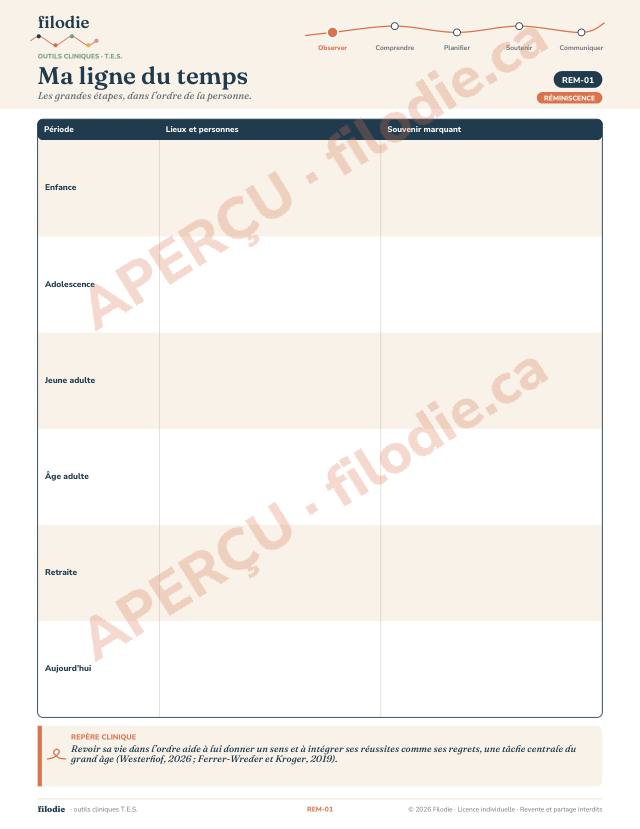 filodie
Observer Comprendre Planifier Soutenir Communiquer
OUTILS CLINIQUES · T.E.S.
Ma ligne du temps
REM-01
Les grandes étapes, dans l’ordre de la personne.
RÉMINISCENCE
Période Lieux et personnes Souvenir marquant
Enfance
APERÇU · filodie.ca
Adolescence
Jeune adulte
Âge adulte
APERÇU · filodie.ca
Retraite
Aujourd’hui
REPÈRE CLINIQUE
Revoir sa vie dans l’ordre aide à lui donner un sens et à intégrer ses réussites comme ses regrets, une tâche centrale du
grand âge (Westerhof, 2026 ; Ferrer-Wreder et Kroger, 2019).
filodie · outils cliniques T.E.S. REM-01 © 2026 Filodie · Licence individuelle · Revente et partage interdits